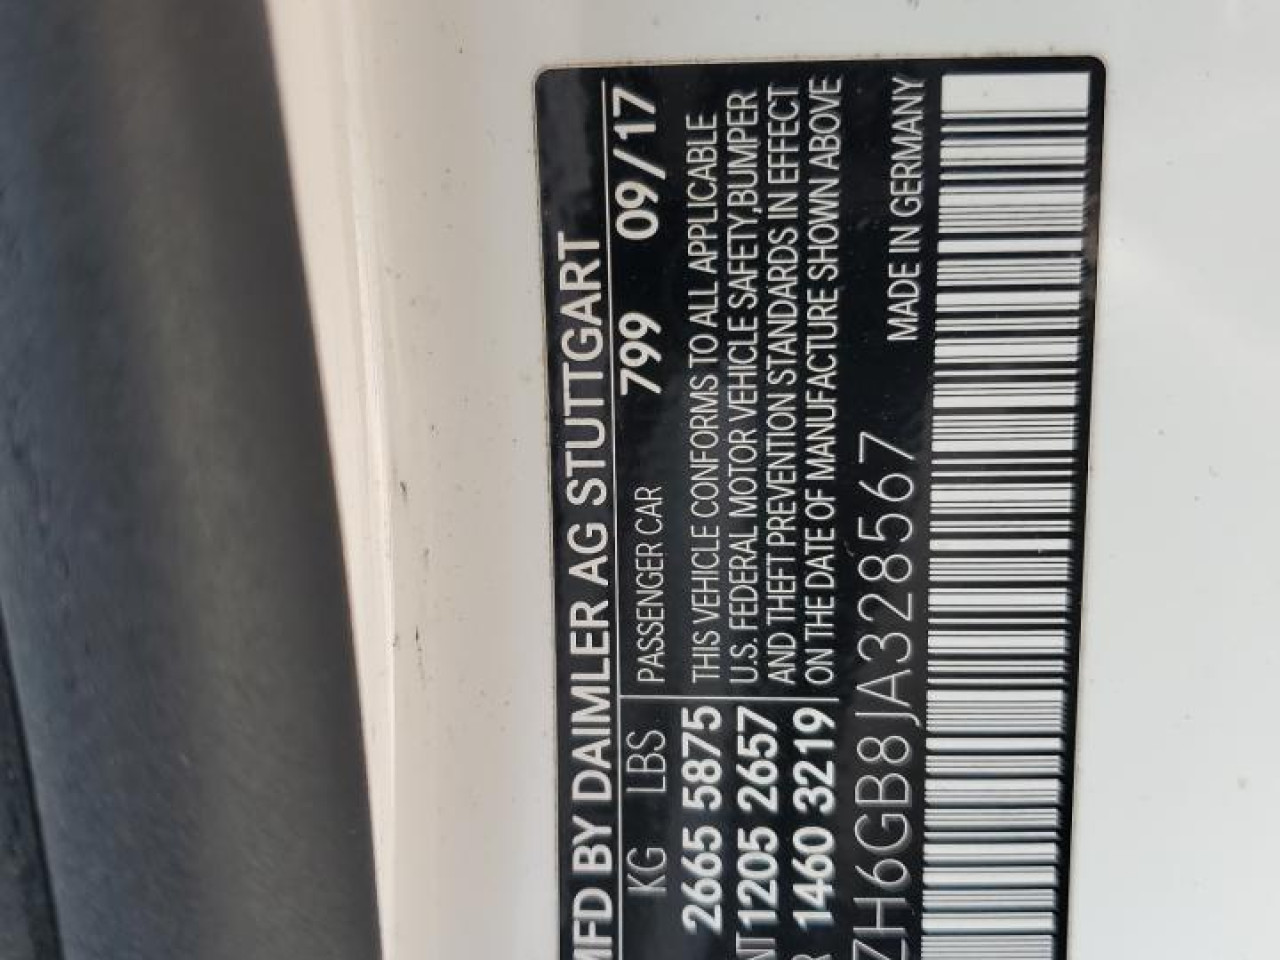 MFD BY DAIMLER AG STUTTGART
KG LBS PASSENGER CAR 799 09/17
2665 5875
1205 2657
1460 3219
THIS VEHICLE CONFORMS TO ALL APPLICABLE
U.S. FEDERAL MOTOR VEHICLE SAFETY,BUMPER
AND THEFT PREVENTION STANDARDS IN EFFECT
ON THE DATE OF MANUFACTURE SHOWN ABOVE
MADE IN GERMANY
ZH6GB8JA328567